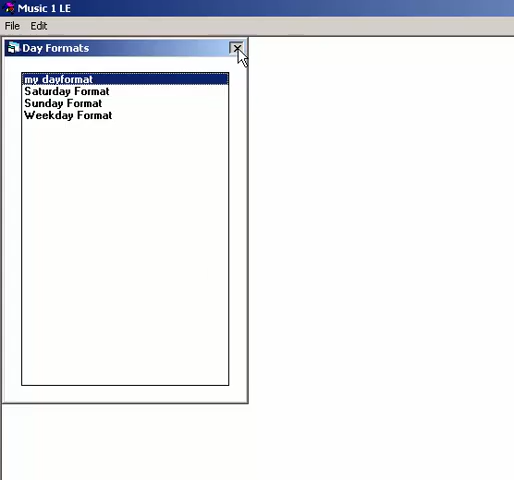 Music 1 LE
File Edit
Day Formats
my dayformat
Saturday Format
Sunday Format
Weekday Format